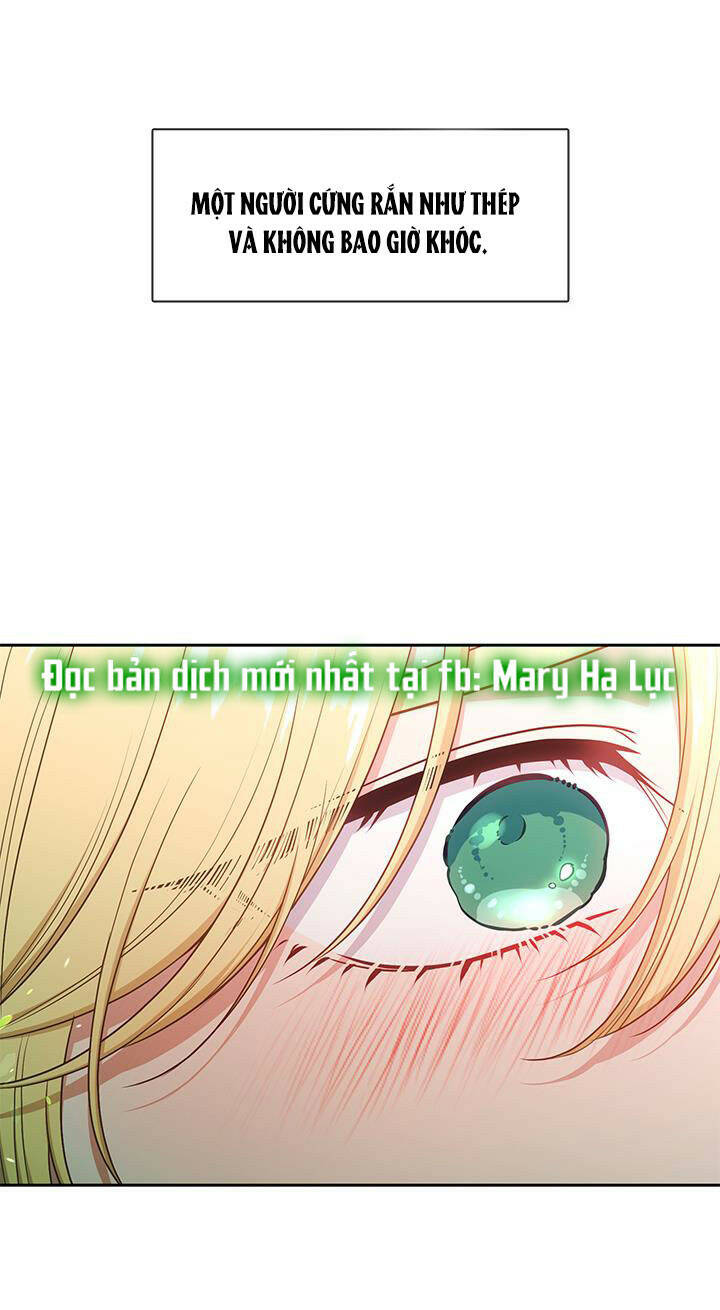 MỘT NGƯỜI CỨNG RẮN NHƯ THÉP
VÀ KHÔNG BAO GIỜ KHÓC.
Đọc bản dịch mới nhất tại fb: Mary Hạ Lục